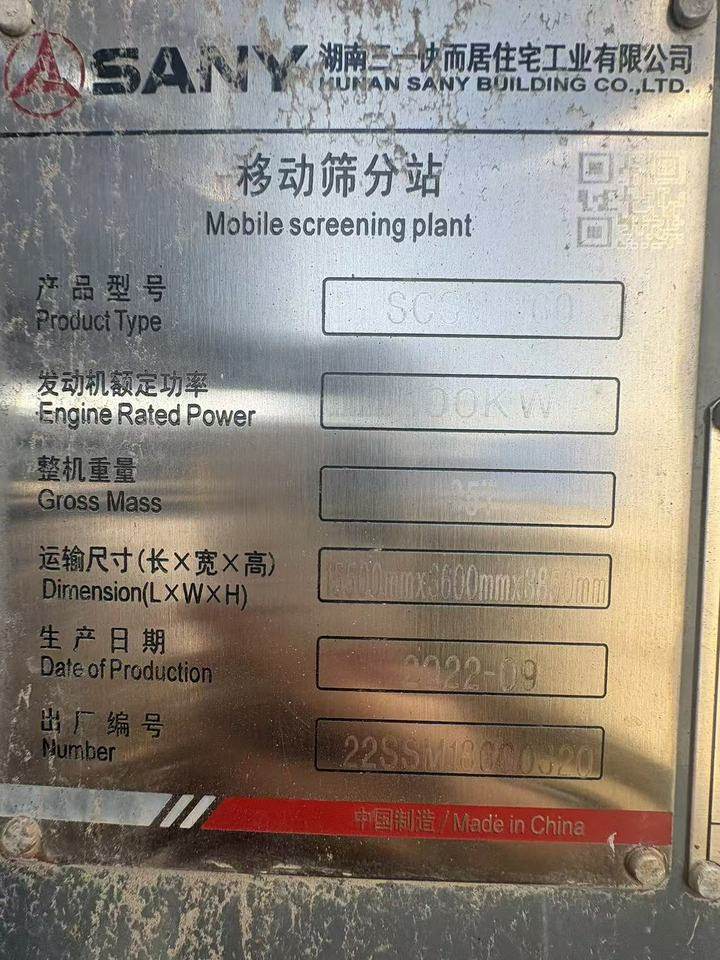 SANY
湖南三一快而居住宅工业有限公司
HUNAN SANY BUILDING CO.,LTD.
移动筛分站
Mobile screening plant
产品型号
Product Type
发动机额定功率
Engine Rated Power
整机重量
Gross Mass
运输尺寸(长×宽×高)
Dimension(L×W×H)
生产日期
Date of Production
2022-09
出厂编号
Number
中国制造/Made in China